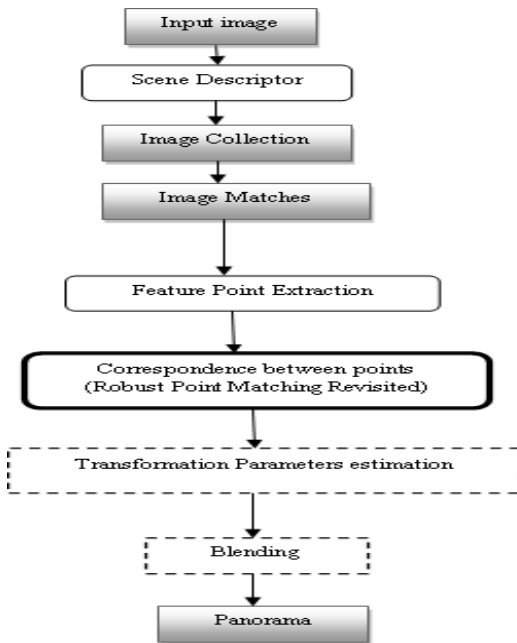 Input image
Scene Descriptor
Image Collection
Image Matches
Feature Point Extraction
Correspondence between points
(Robust Point Matching Revisited)
Transformation Parameters estimation
Blending
Panorama